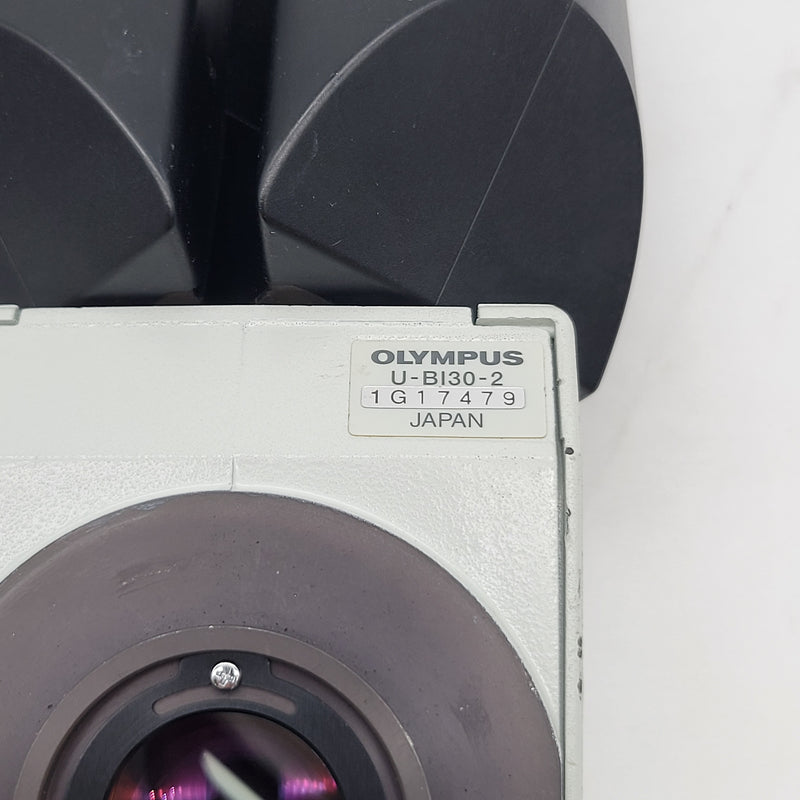 OLYMPUS
U-BI30-2
1G17479
JAPAN